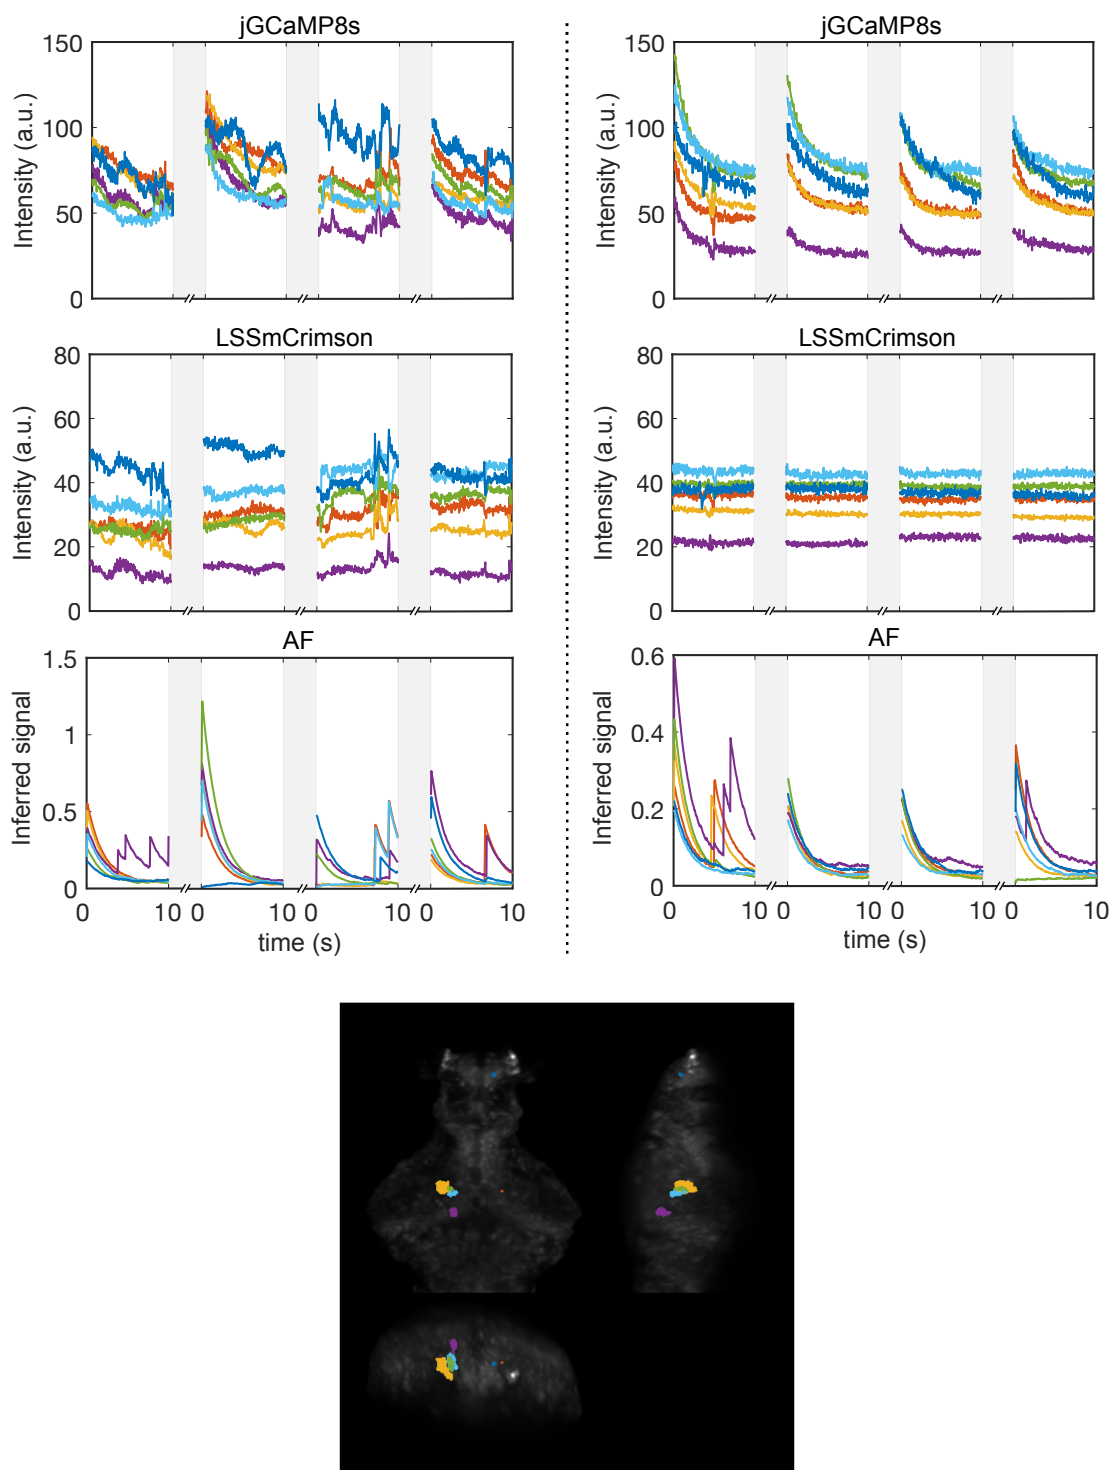 jGCaMP8s
150
100
50
0
Intensity (a.u.)
jGCaMP8s
150
100
50
0
Intensity (a.u.)
LSSmCrimson
80
60
40
20
0
Intensity (a.u.)
LSSmCrimson
80
60
40
20
0
Intensity (a.u.)
AF
1.5
1
0.5
0
Inferred signal
0 10 0 10 0 10 0 10
time (s)
AF
0.6
0.4
0.2
0
Inferred signal
0 10 0 10 0 10 0 10
time (s)